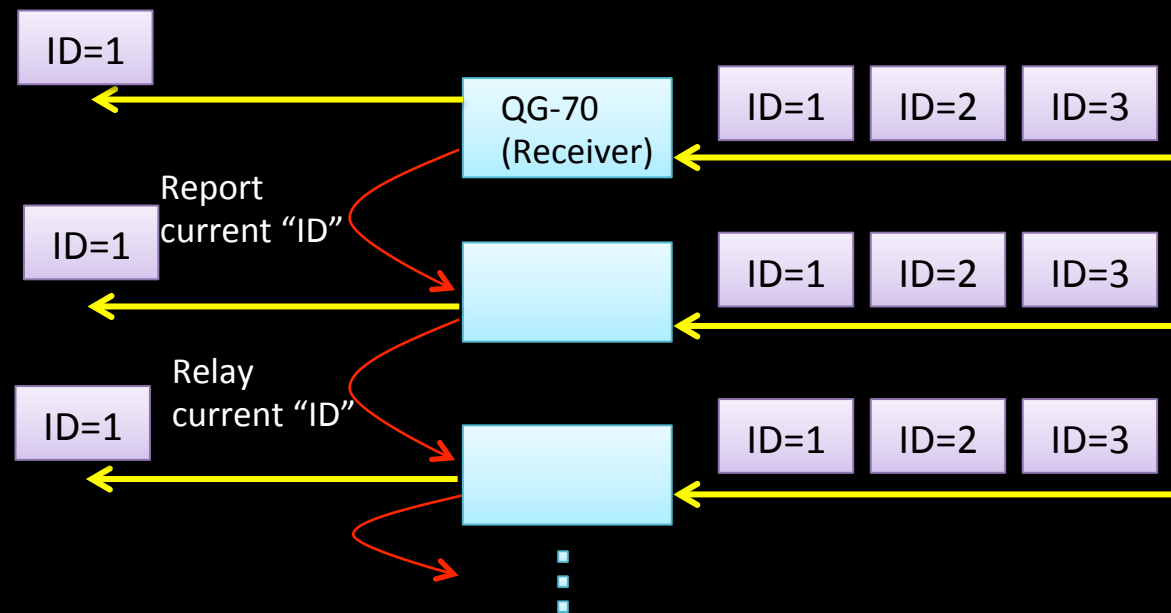 ID=1
QG-70
(Receiver)
ID=1
ID=2
ID=3
Report
current “ID”
ID=1
ID=1
ID=2
ID=3
Relay
current “ID”
ID=1
ID=1
ID=2
ID=3